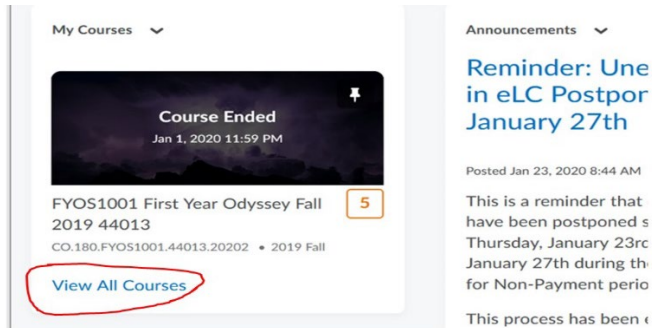 My Courses
Course Ended
Jan 1, 2020 11:59 PM
FYOS1001 First Year Odyssey Fall
2019 44013
5
CO.180.FYOS1001.44013.20202 • 2019 Fall
View All Courses
Announcements
Reminder: Une
in eLC Postpor
January 27th
Posted Jan 23, 2020 8:44 AM
This is a reminder that
have been postponed s
Thursday, January 23rd
January 27th during th
for Non-Payment perio
This process has been